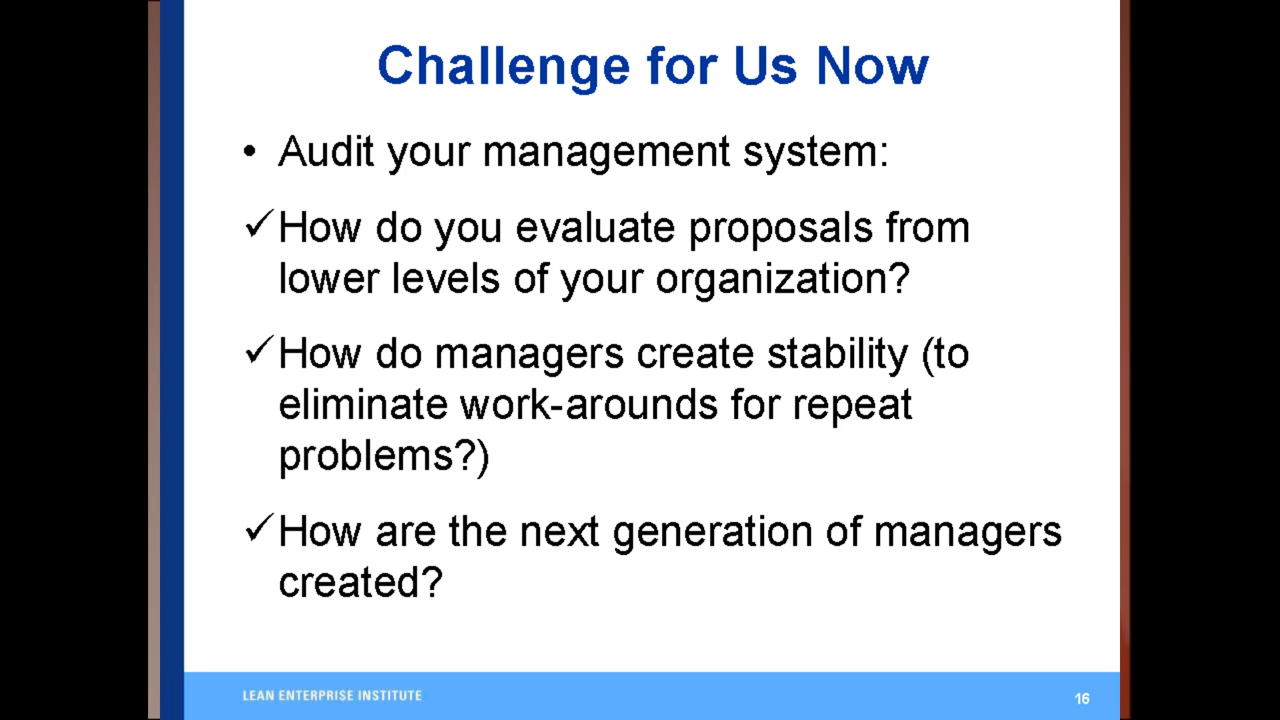 Challenge for Us Now
• Audit your management system:
✓How do you evaluate proposals from
lower levels of your organization?
✓How do managers create stability (to
eliminate work-arounds for repeat
problems?)
✓How are the next generation of managers
created?
LEAN ENTERPRISE INSTITUTE
16